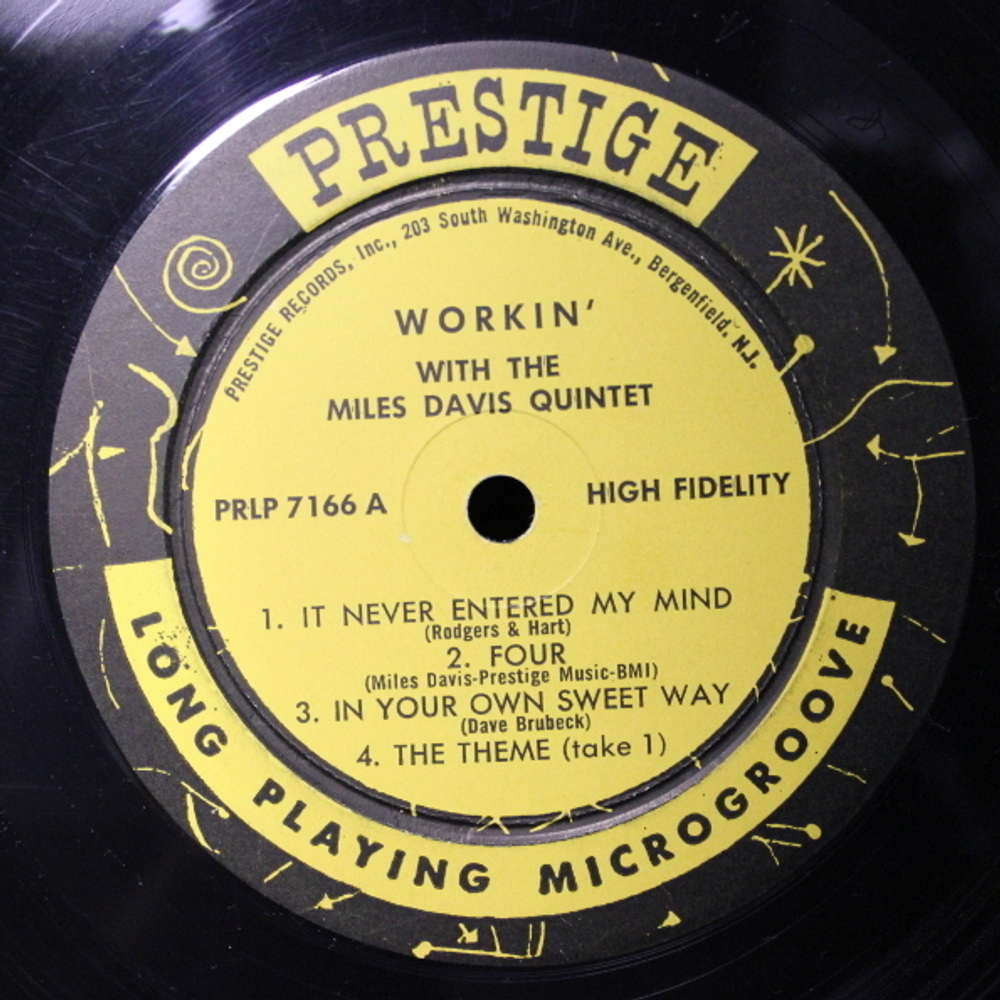 PRESTIGE
PRESTIGE RECORDS, Inc., 203 South Washington Ave., Bergenfield, N.J.
WORKIN'
WITH THE
MILES DAVIS QUINTET
PRLP 7166 A
HIGH FIDELITY
1. IT NEVER ENTERED MY MIND
(Rodgers & Hart)
2. FOUR
(Miles Davis-Prestige Music-BMI)
3. IN YOUR OWN SWEET WAY
(Dave Brubeck)
4. THE THEME (take 1)
LONG PLAYING MICROGROOVE